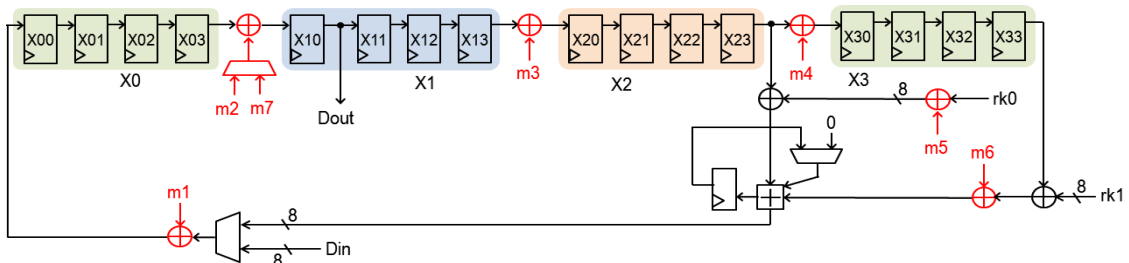 X00 X01 X02 X03 X10 X11 X12 X13 X20 X21 X22 X23 X30 X31 X32 X33
X0 X1 m3 X2 m4 X3
m2 m7 8 rk0
Dout 0 m5
m6
m1
8 8 rk1
Din
8